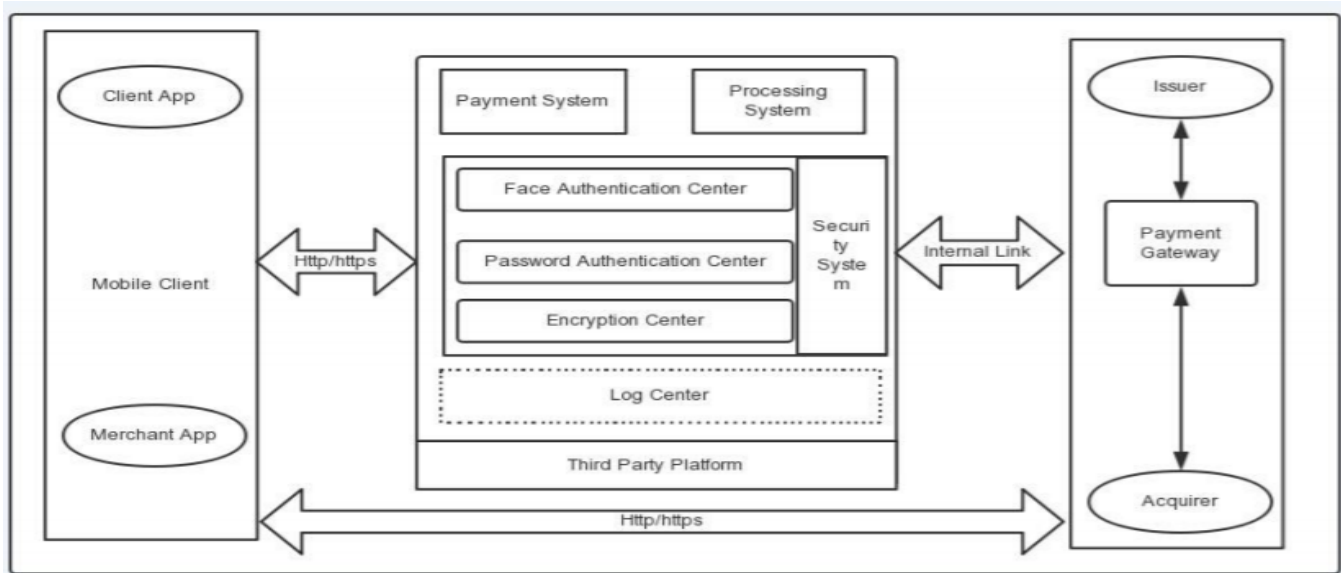 Client App
Mobile Client
Merchant App
Http/https
Payment System
Processing
System
Face Authentication Center
Password Authentication Center
Encryption Center
Securi
ty
Syste
m
Log Center
Third Party Platform
Internal Link
Http/https
Issuer
Payment
Gateway
Acquirer